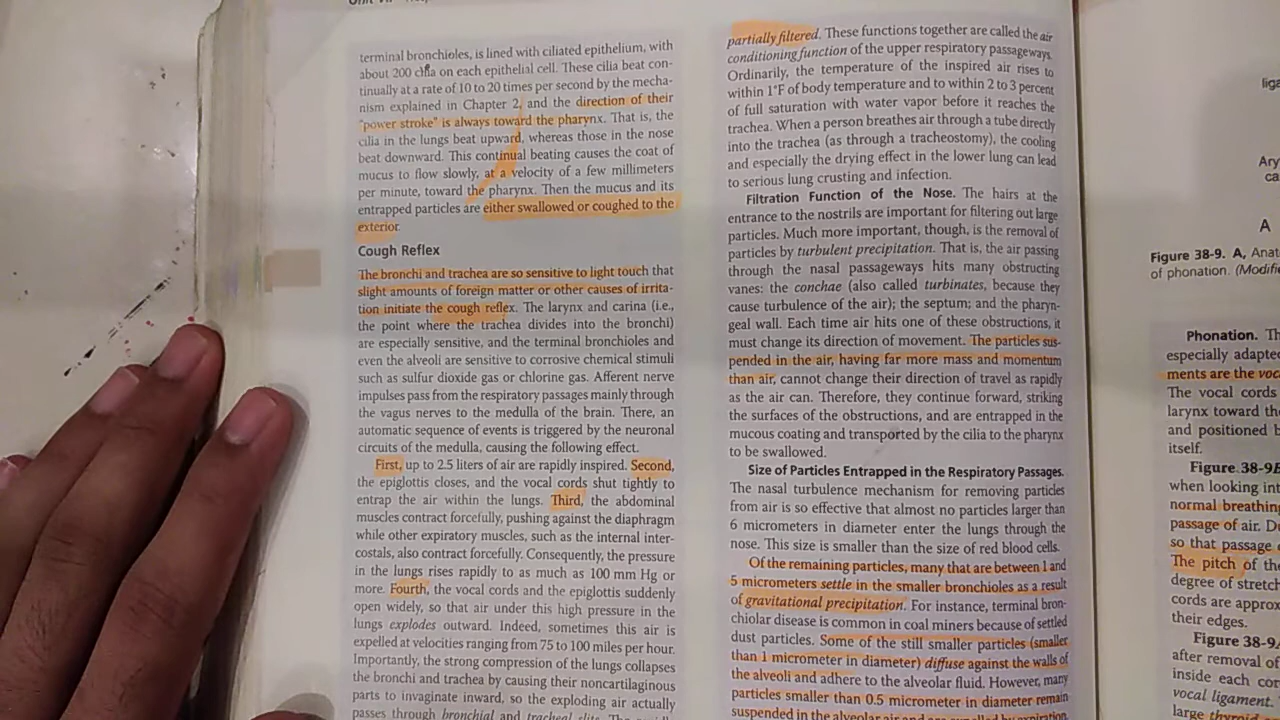 terminal bronchioles, is lined with ciliated epithelium, with
about 200 cilia on each epithelial cell. These cilia beat con-
tinually at a rate of 10 to 20 times per second by the mecha-
nism explained in Chapter 2, and the direction of their
"power stroke" is always toward the pharynx. That is, the
cilia in the lungs beat upward, whereas those in the nose
beat downward. This continual beating causes the coat of
mucus to flow slowly, at a velocity of a few millimeters
per minute, toward the pharynx. Then the mucus and its
entrapped particles are either swallowed or coughed to the
exterior.
Cough Reflex
The bronchi and trachea are so sensitive to light touch that
slight amounts of foreign matter or other causes of irrita-
tion initiate the cough reflex. The larynx and carina (i.e.,
the point where the trachea divides into the bronchi)
are especially sensitive, and the terminal bronchioles and
even the alveoli are sensitive to corrosive chemical stimuli
such as sulfur dioxide gas or chlorine gas. Afferent nerve
impulses pass from the respiratory passages mainly through
the vagus nerves to the medulla of the brain. There, an
automatic sequence of events is triggered by the neuronal
circuits of the medulla, causing the following effect.
First, up to 2.5 liters of air are rapidly inspired. Second,
the epiglottis closes, and the vocal cords shut tightly to
entrap the air within the lungs. Third, the abdominal
muscles contract forcefully, pushing against the diaphragm
while other expiratory muscles, such as the internal inter-
costals, also contract forcefully. Consequently, the pressure
in the lungs rises rapidly to as much as 100 mm Hg or
more. Fourth, the vocal cords and the epiglottis suddenly
open widely, so that air under this high pressure in the
lungs explodes outward. Indeed, sometimes this air is
expelled at velocities ranging from 75 to 100 miles per hour.
Importantly, the strong compression of the lungs collapses
the bronchi and trachea by causing their noncartilaginous
parts to invaginate inward, so the exploding air actually
passes through bronchial and tracheal slits. The
partially filtered. These functions together are called the air
conditioning function of the upper respiratory passageways.
Ordinarily, the temperature of the inspired air rises to
within 1°F of body temperature and to within 2 to 3 percent
of full saturation with water vapor before it reaches the
trachea. When a person breathes air through a tube directly
into the trachea (as through a tracheostomy), the cooling
and especially the drying effect in the lower lung can lead
to serious lung crusting and infection.
Filtration Function of the Nose. The hairs at the
entrance to the nostrils are important for filtering out large
particles. Much more important, though, is the removal of
particles by turbulent precipitation. That is, the air passing
through the nasal passageways hits many obstructing
vanes: the conchae (also called turbinates, because they
cause turbulence of the air); the septum; and the pharyn-
geal wall. Each time air hits one of these obstructions, it
must change its direction of movement. The particles sus-
pended in the air, having far more mass and momentum
than air, cannot change their direction of travel as rapidly
as the air can. Therefore, they continue forward, striking
the surfaces of the obstructions, and are entrapped in the
mucous coating and transported by the cilia to the pharynx
to be swallowed.
Size of Particles Entrapped in the Respiratory Passages.
The nasal turbulence mechanism for removing particles
from air is so effective that almost no particles larger than
6 micrometers in diameter enter the lungs through the
nose. This size is smaller than the size of red blood cells.
Of the remaining particles, many that are between 1 and
5 micrometers settle in the smaller bronchioles as a result
of gravitational precipitation. For instance, terminal bron-
chiolar disease is common in coal miners because of settled
dust particles. Some of the still smaller particles (smaller
than 1 micrometer in diameter) diffuse against the walls of
the alveoli and adhere to the alveolar fluid. However, many
particles smaller than 0.5 micrometer in diameter remain
suspended in the alveolar air and are expelled by expiration.
A
Figure 38-9. A,
of phonation.
Phonation.
especially
ments are the
The vocal cords
larynx toward
and positioned
itself.
Figure 38-9
when looking
normal breathing
passage of air.
so that passage
The pitch of the
degree of
cords are
their edges.
Figure 38-9
after removal of
inside each
vocal ligament.
large thyroid